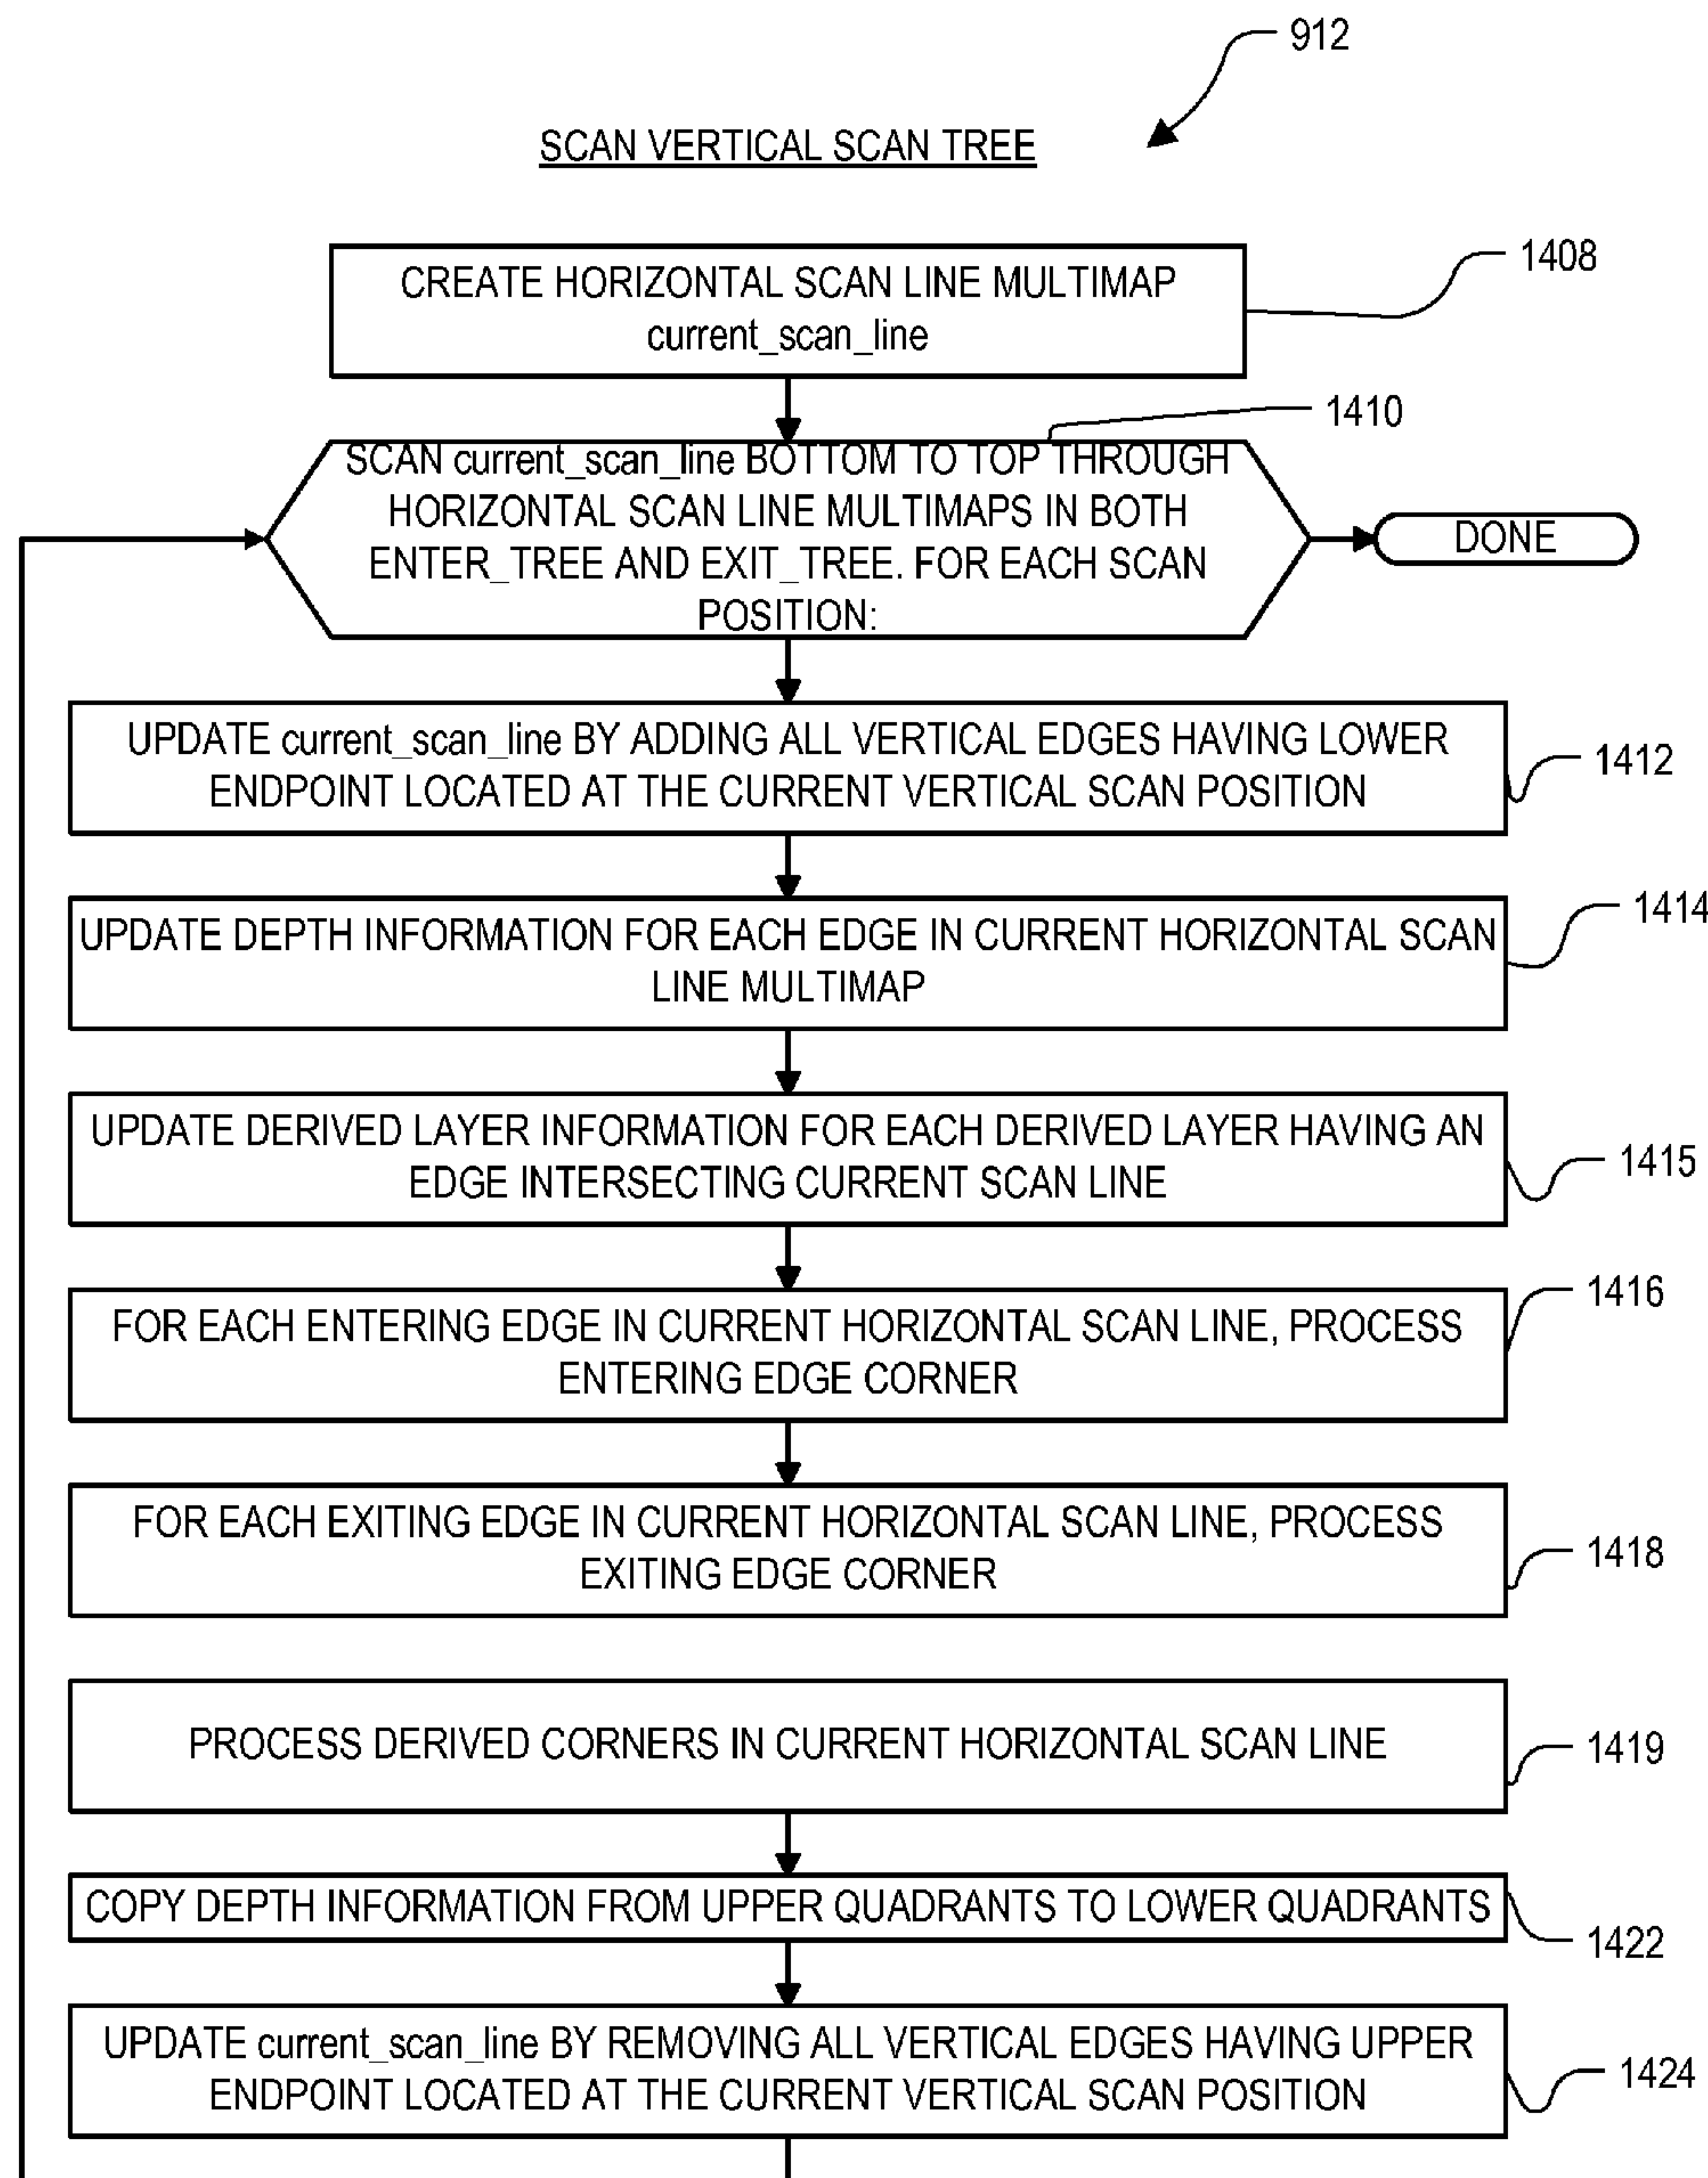 912
SCAN VERTICAL SCAN TREE
CREATE HORIZONTAL SCAN LINE MULTIMAP
current_scan_line
1408
1410
SCAN current_scan_line BOTTOM TO TOP THROUGH
HORIZONTAL SCAN LINE MULTIMAPS IN BOTH
ENTER_TREE AND EXIT_TREE. FOR EACH SCAN
POSITION:
DONE
UPDATE current_scan_line BY ADDING ALL VERTICAL EDGES HAVING LOWER
ENDPOINT LOCATED AT THE CURRENT VERTICAL SCAN POSITION
1412
UPDATE DEPTH INFORMATION FOR EACH EDGE IN CURRENT HORIZONTAL SCAN
LINE MULTIMAP
1414
UPDATE DERIVED LAYER INFORMATION FOR EACH DERIVED LAYER HAVING AN
EDGE INTERSECTING CURRENT SCAN LINE
1415
FOR EACH ENTERING EDGE IN CURRENT HORIZONTAL SCAN LINE, PROCESS
ENTERING EDGE CORNER
1416
FOR EACH EXITING EDGE IN CURRENT HORIZONTAL SCAN LINE, PROCESS
EXITING EDGE CORNER
1418
PROCESS DERIVED CORNERS IN CURRENT HORIZONTAL SCAN LINE
1419
COPY DEPTH INFORMATION FROM UPPER QUADRANTS TO LOWER QUADRANTS
1422
UPDATE current_scan_line BY REMOVING ALL VERTICAL EDGES HAVING UPPER
ENDPOINT LOCATED AT THE CURRENT VERTICAL SCAN POSITION
1424